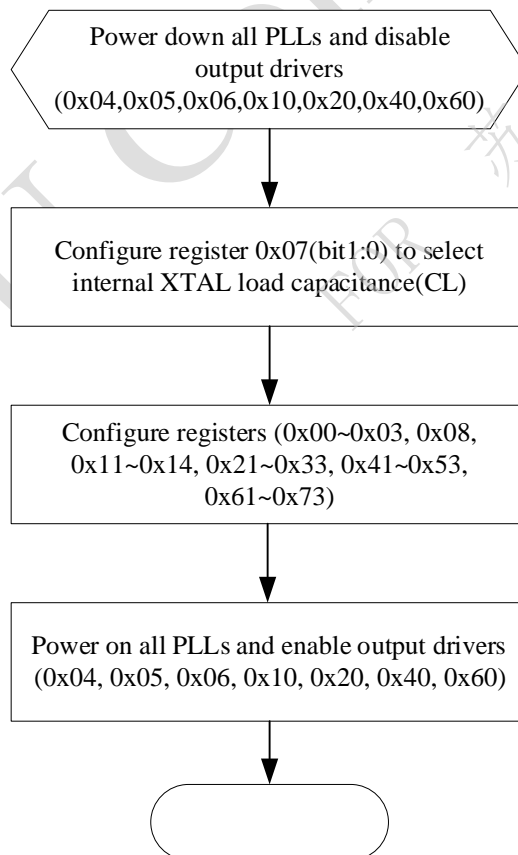 Power down all PLLs and disable
output drivers
(0x04,0x05,0x06,0x10,0x20,0x40,0x60)
Configure register 0x07(bit1:0) to select
internal XTAL load capacitance(CL)
FOR
苏
Configure registers (0x00~0x03, 0x08,
0x11~0x14, 0x21~0x33, 0x41~0x53,
0x61~0x73)
Power on all PLLs and enable output drivers
(0x04, 0x05, 0x06, 0x10, 0x20, 0x40, 0x60)